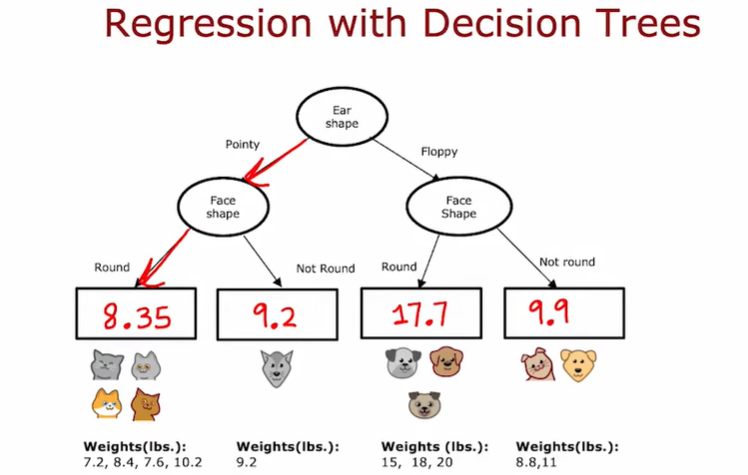 Regression with Decision Trees
Ear
shape
Pointy
Floppy
Face
shape
Face
Shape
Round
Not Round
Round
Not round
8.35
9.2
17.7
9.9
Weights(lbs.):
7.2, 8.4, 7.6, 10.2
Weights(lbs.):
9.2
Weights (lbs.):
15, 18, 20
Weights(lbs.):
8.8,11